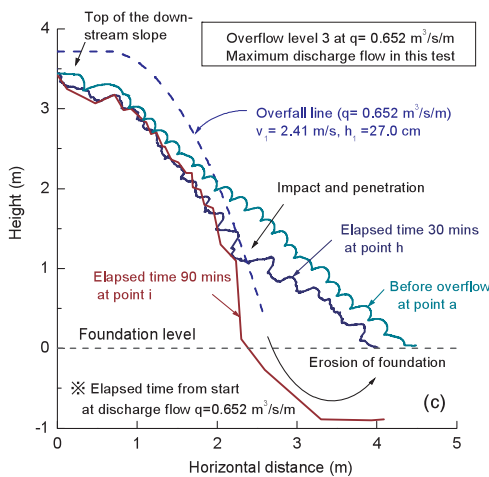 Top of the down-
stream slope
Overflow level 3 at q= 0.652 m³/s/m
Maximum discharge flow in this test
Overfall line (q= 0.652 m³/s/m)
v₁= 2.41 m/s, h₁ =27.0 cm
Impact and penetration
Elapsed time 30 mins
at point h
Elapsed time 90 mins
at point i
Before overflow
at point a
Foundation level
Erosion of foundation
※ Elapsed time from start
at discharge flow q=0.652 m³/s/m
(c)
Height (m)
4
3
2
1
0
-1
0
1
2
3
4
5
Horizontal distance (m)